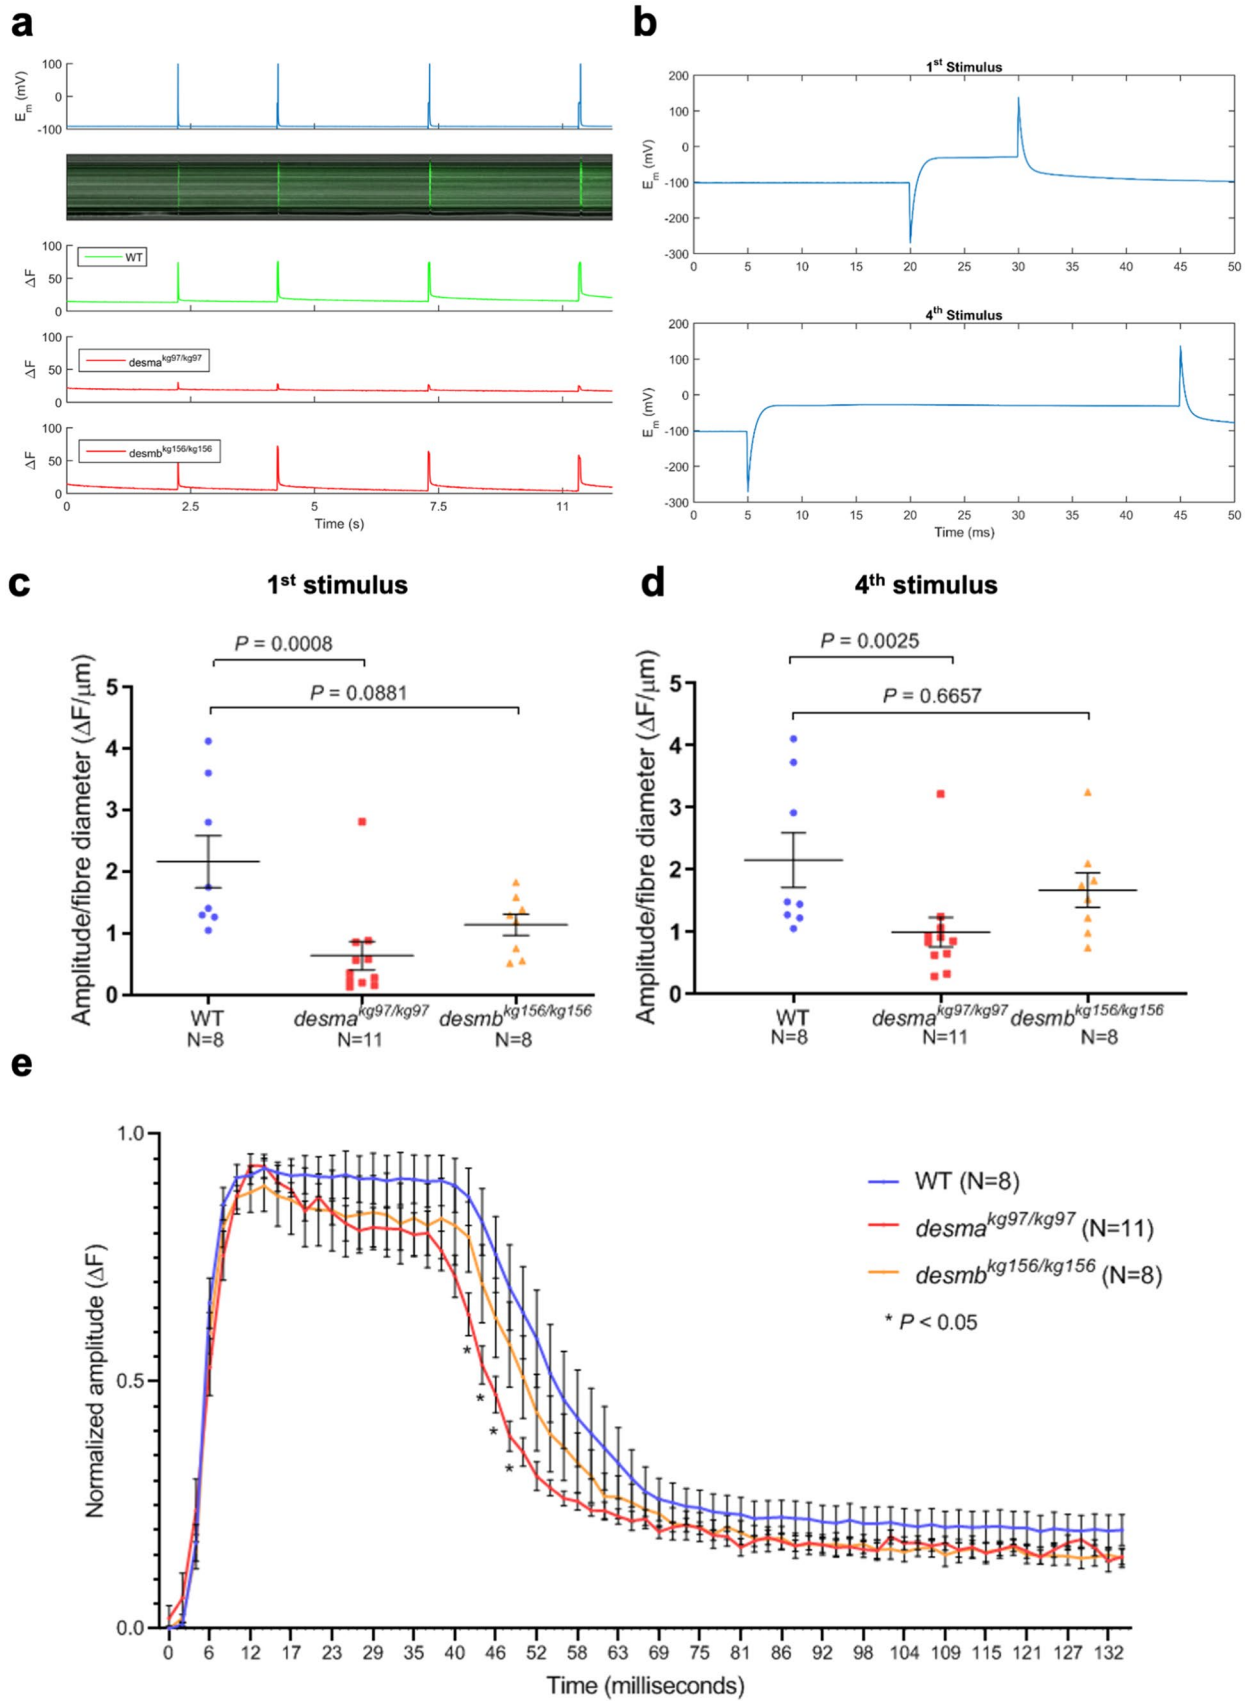 a
100
0
-100
E_m (mV)
100
50
0
ΔF
WT
100
50
0
ΔF
desma^kg97/kg97
100
50
0
ΔF
desmb^kg156/kg156
0 2.5 5 7.5 11
Time (s)
b
1st Stimulus
200
100
0
-100
-200
-300
E_m (mV)
0 5 10 15 20 25 30 35 40 45 50
4th Stimulus
200
100
0
-100
-200
-300
E_m (mV)
0 5 10 15 20 25 30 35 40 45 50
Time (ms)
c
1st stimulus
P = 0.0008
P = 0.0881
Amplitude/fibre diameter (ΔF/μm)
5
4
3
2
1
0
WT desma^kg97/kg97 desmb^kg156/kg156
N=8 N=11 N=8
d
4th stimulus
P = 0.0025
P = 0.6657
Amplitude/fibre diameter (ΔF/μm)
5
4
3
2
1
0
WT desma^kg97/kg97 desmb^kg156/kg156
N=8 N=11 N=8
e
1.0
0.5
0.0
Normalized amplitude (ΔF)
WT (N=8)
desma^kg97/kg97 (N=11)
desmb^kg156/kg156 (N=8)
* P < 0.05
*
*
*
*
0 6 12 17 23 29 35 40 46 52 58 63 69 75 81 86 92 98 104 109 115 121 127 132
Time (milliseconds)